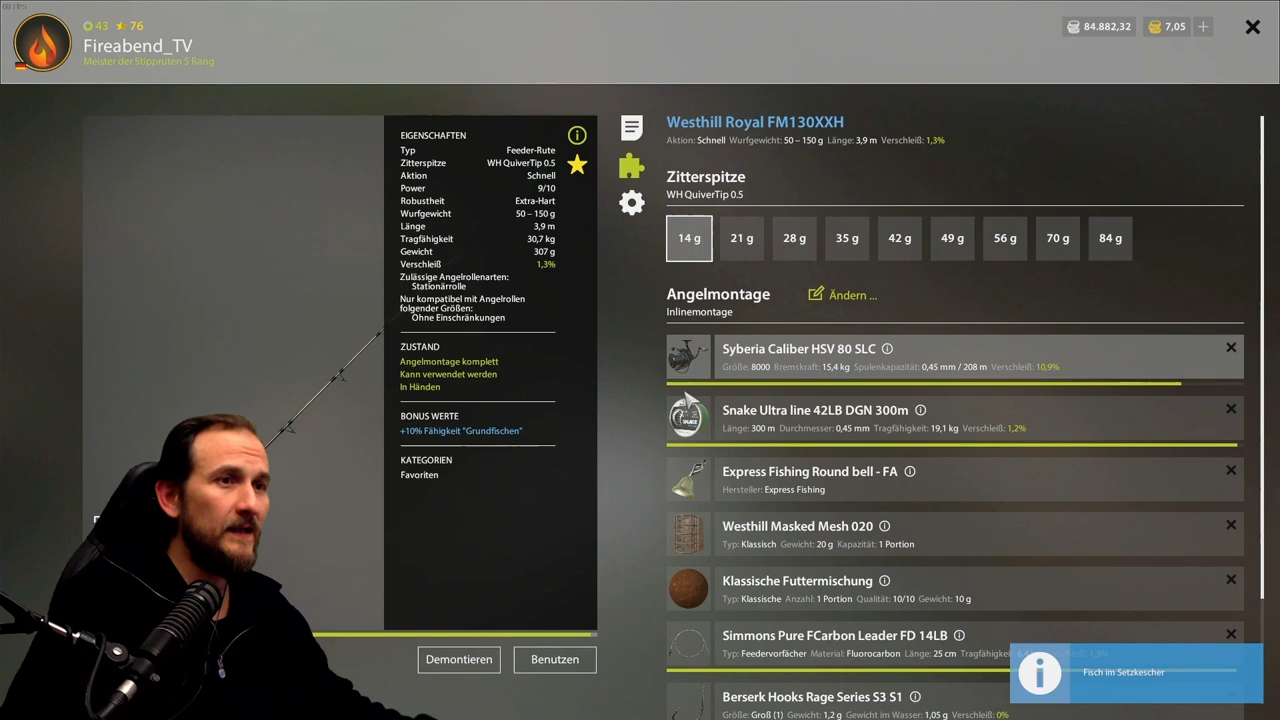 43 76
Fireabend_TV
Meister der Stippruten 5 Rang
84.882,32
7,05
EIGENSCHAFTEN
Typ Feeder-Rute
Zitterspitze WH QuiverTip 0.5
Aktion Schnell
Power 9/10
Robustheit Extra-Hart
Wurfgewicht 50 – 150 g
Länge 3,9 m
Tragfähigkeit 30,7 kg
Gewicht 307 g
Verschleiß 1,3%
Zulässige Angelrollenarten:
Stationärrolle
Nur kompatibel mit Angelrollen
folgender Größen:
Ohne Einschränkungen
ZUSTAND
Angelmontage komplett
Kann verwendet werden
In Händen
BONUS WERTE
+10% Fähigkeit "Grundfischen"
KATEGORIEN
Favoriten
Demontieren
Benutzen
Westhill Royal FM130XXH
Aktion: Schnell Wurfgewicht: 50 – 150 g Länge: 3,9 m Verschleiß: 1,3%
Zitterspitze
WH QuiverTip 0.5
14 g 21 g 28 g 35 g 42 g 49 g 56 g 70 g 84 g
Angelmontage Ändern ...
Inlinemontage
Syberia Caliber HSV 80 SLC
Größe: 8000 Bremskraft: 15,4 kg Spulenkapazität: 0,45 mm / 208 m Verschleiß: 10,9%
Snake Ultra line 42LB DGN 300m
Länge: 300 m Durchmesser: 0,45 mm Tragfähigkeit: 19,1 kg Verschleiß: 1,2%
Express Fishing Round bell - FA
Hersteller: Express Fishing
Westhill Masked Mesh 020
Typ: Klassisch Gewicht: 20 g Kapazität: 1 Portion
Klassische Futtermischung
Typ: Klassische Anzahl: 1 Portion Qualität: 10/10 Gewicht: 10 g
Simmons Pure FCarbon Leader FD 14LB
Typ: Feedervorfächer Material: Fluorocarbon Länge: 25 cm Tragfähigkeit:
Fisch im Setzkescher
Berserk Hooks Rage Series S3 S1
Größe: Groß (1) Gewicht: 1,2 g Gewicht im Wasser: 1,05 g Verschleiß: 0%